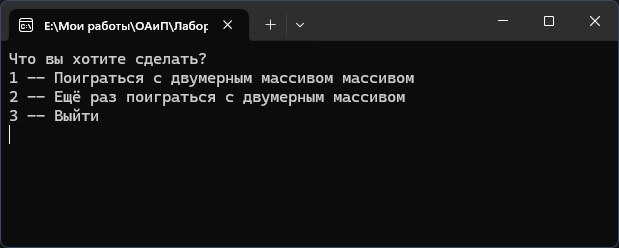 E:\Мои работы\ОАиП\Лабор
Что вы хотите сделать?
1 -- Поиграться с двумерным массивом массивом
2 -- Ещё раз поиграться с двумерным массивом
3 -- Выйти